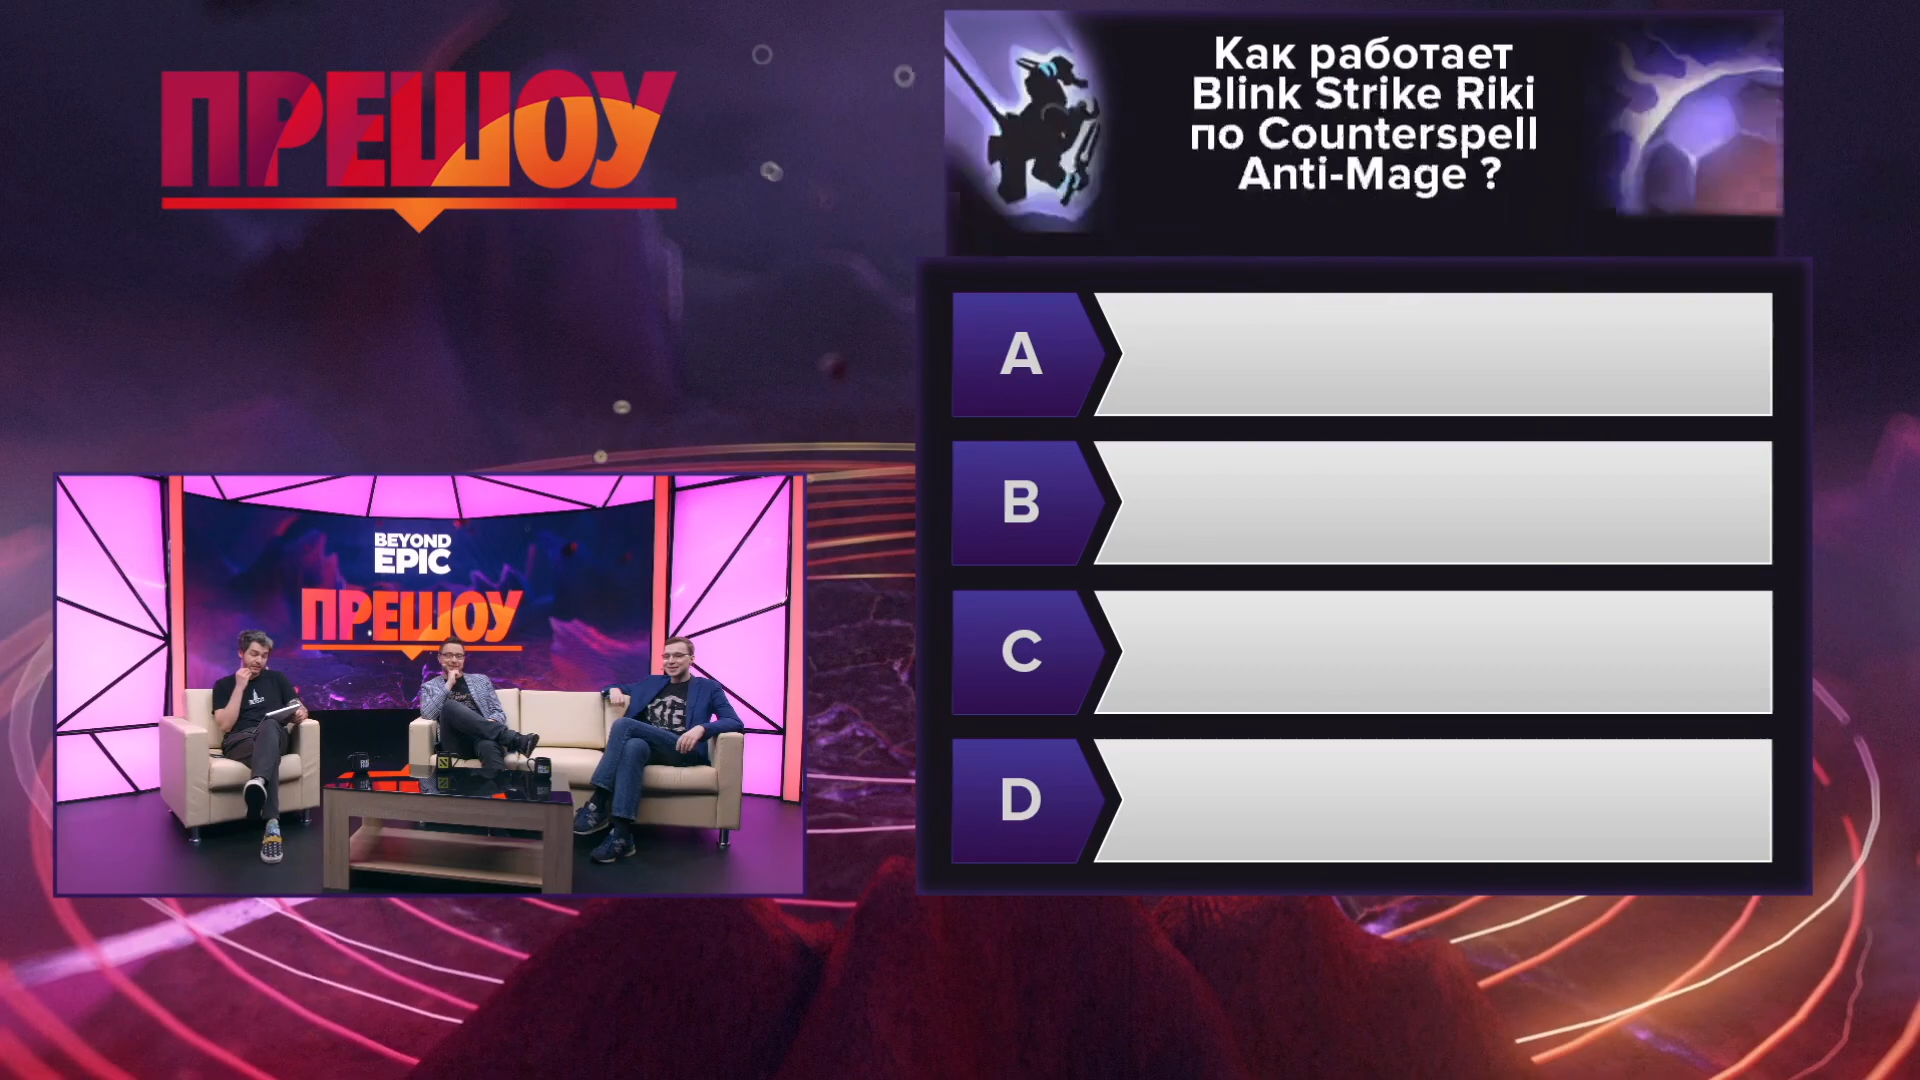 ПРЕШОУ
Как работает
Blink Strike Riki
по Counterspell
Anti-Mage ?
A
B
C
D
BEYOND
EPIC
ПРЕШОУ